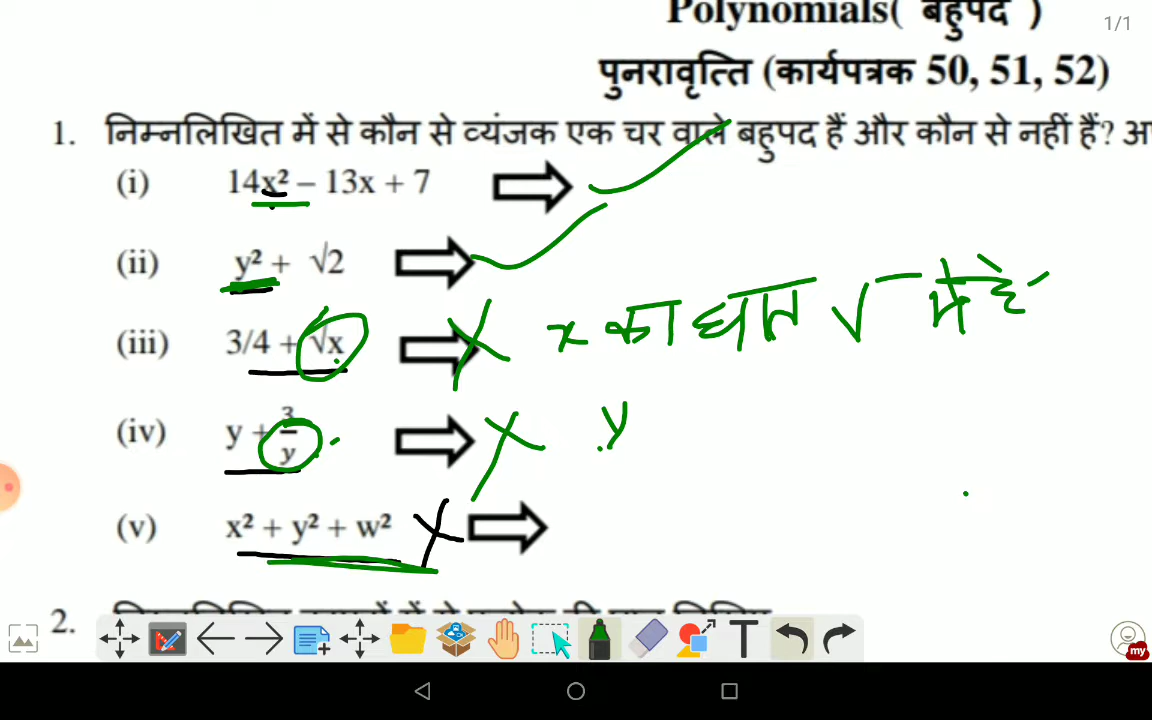 Polynomials( बहुपद )
1/1
पुनरावृत्ति (कार्यपत्रक 50, 51, 52)
1. निम्नलिखित में से कौन से व्यंजक एक चर वाले बहुपद हैं और कौन से नहीं हैं? अ
(i) 14x² – 13x + 7
(ii) y² + √2
(iii) 3/4 + √x x का घात √ में है
(iv) y + 3/y y
(v) x² + y² + w²
2.
T
my